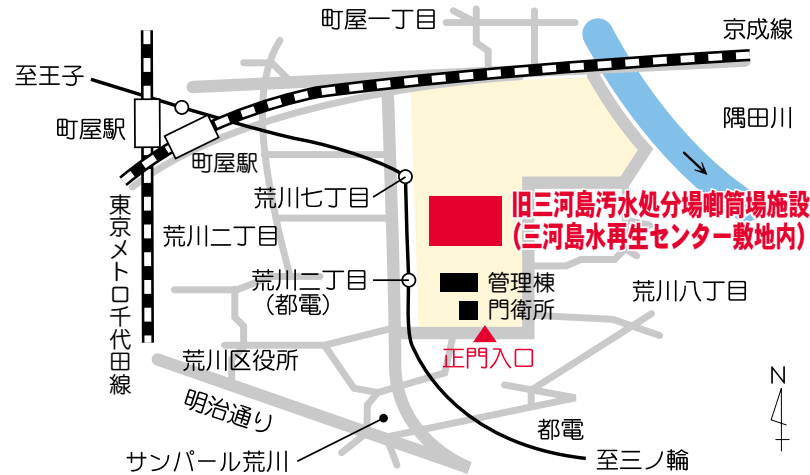 町屋一丁目
京成線
至王子
町屋駅
隅田川
町屋駅
荒川七丁目
旧三河島汚水処分場喞筒場施設
（三河島水再生センター敷地内）
東京メトロ千代田線
荒川二丁目
荒川二丁目
（都電）
管理棟
門衛所
荒川八丁目
正門入口
荒川区役所
明治通り
N
都電
サンパール荒川
至三ノ輪